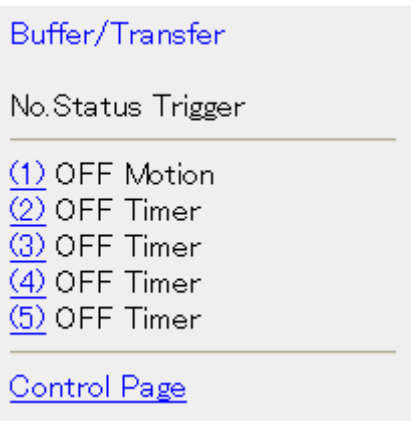 Buffer/Transfer
No.Status Trigger
(1) OFF Motion
(2) OFF Timer
(3) OFF Timer
(4) OFF Timer
(5) OFF Timer
Control Page